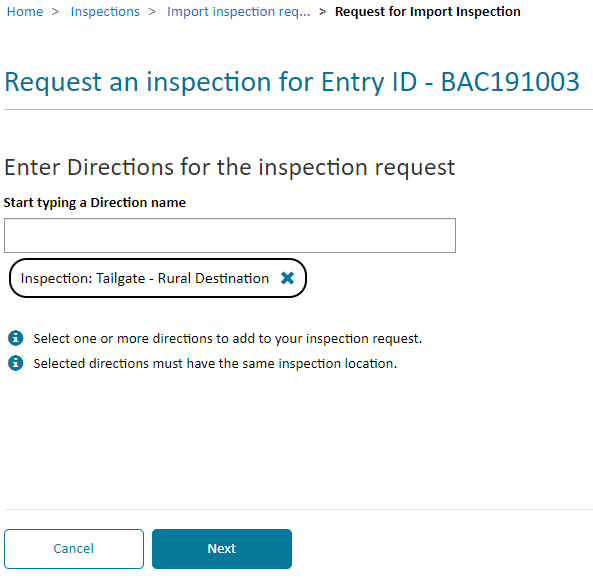 Home > Inspections > Import inspection req... > Request for Import Inspection
Request an inspection for Entry ID - BAC191003
Enter Directions for the inspection request
Start typing a Direction name
Inspection: Tailgate - Rural Destination
Select one or more directions to add to your inspection request.
Selected directions must have the same inspection location.
Cancel Next